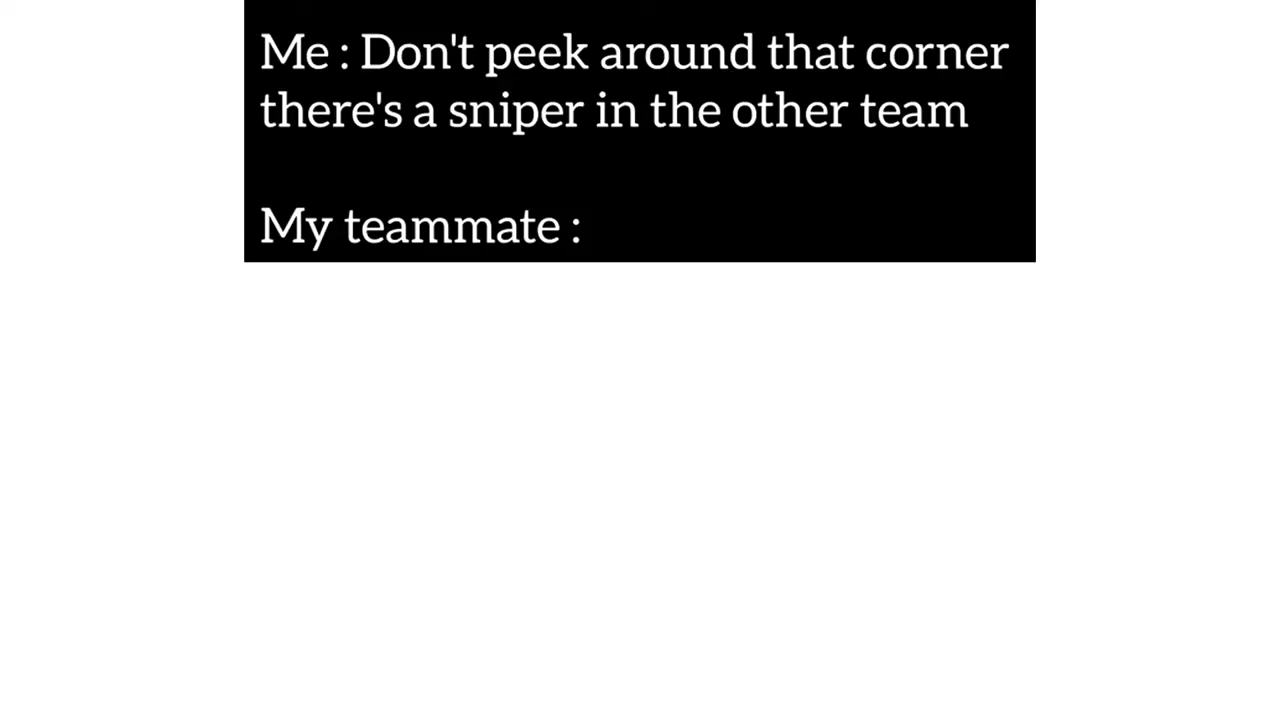 Me : Don't peek around that corner
there's a sniper in the other team
My teammate :